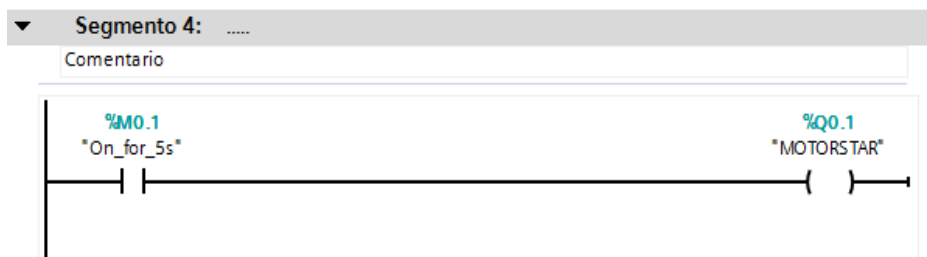 Segmento 4: .....
Comentario
%M0.1
"On_for_5s"
%Q0.1
"MOTORSTAR"